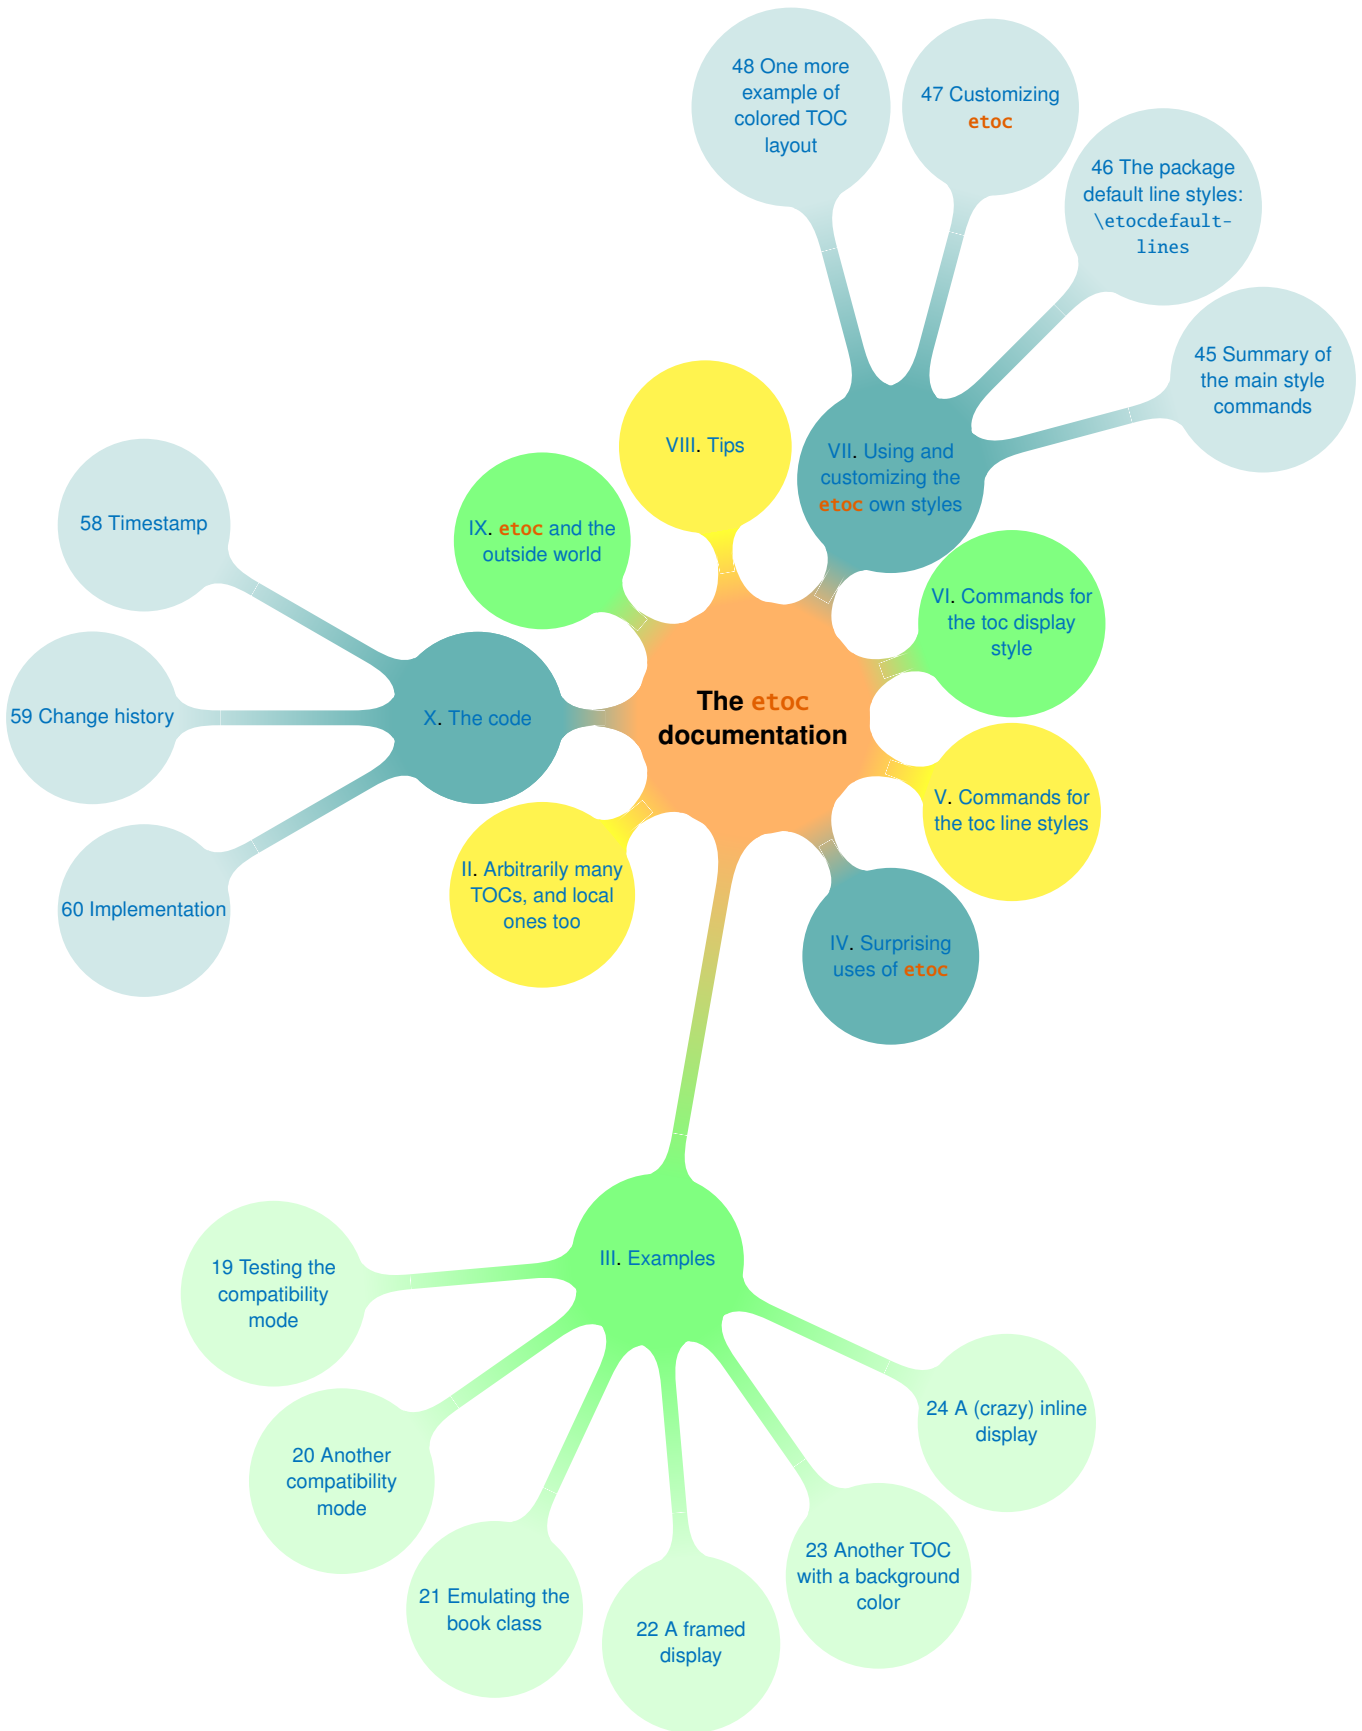 48 One more
example of
colored TOC
layout
47 Customizing
etoc
46 The package
default line styles:
\etocdefault-
lines
45 Summary of
the main style
commands
VIII. Tips
VII. Using and
customizing the
etoc own styles
58 Timestamp
IX. etoc and the
outside world
VI. Commands for
the toc display
style
59 Change history
X. The code
The etoc
documentation
V. Commands for
the toc line styles
60 Implementation
II. Arbitrarily many
TOCs, and local
ones too
IV. Surprising
uses of etoc
III. Examples
19 Testing the
compatibility
mode
20 Another
compatibility
mode
21 Emulating the
book class
22 A framed
display
23 Another TOC
with a background
color
24 A (crazy) inline
display